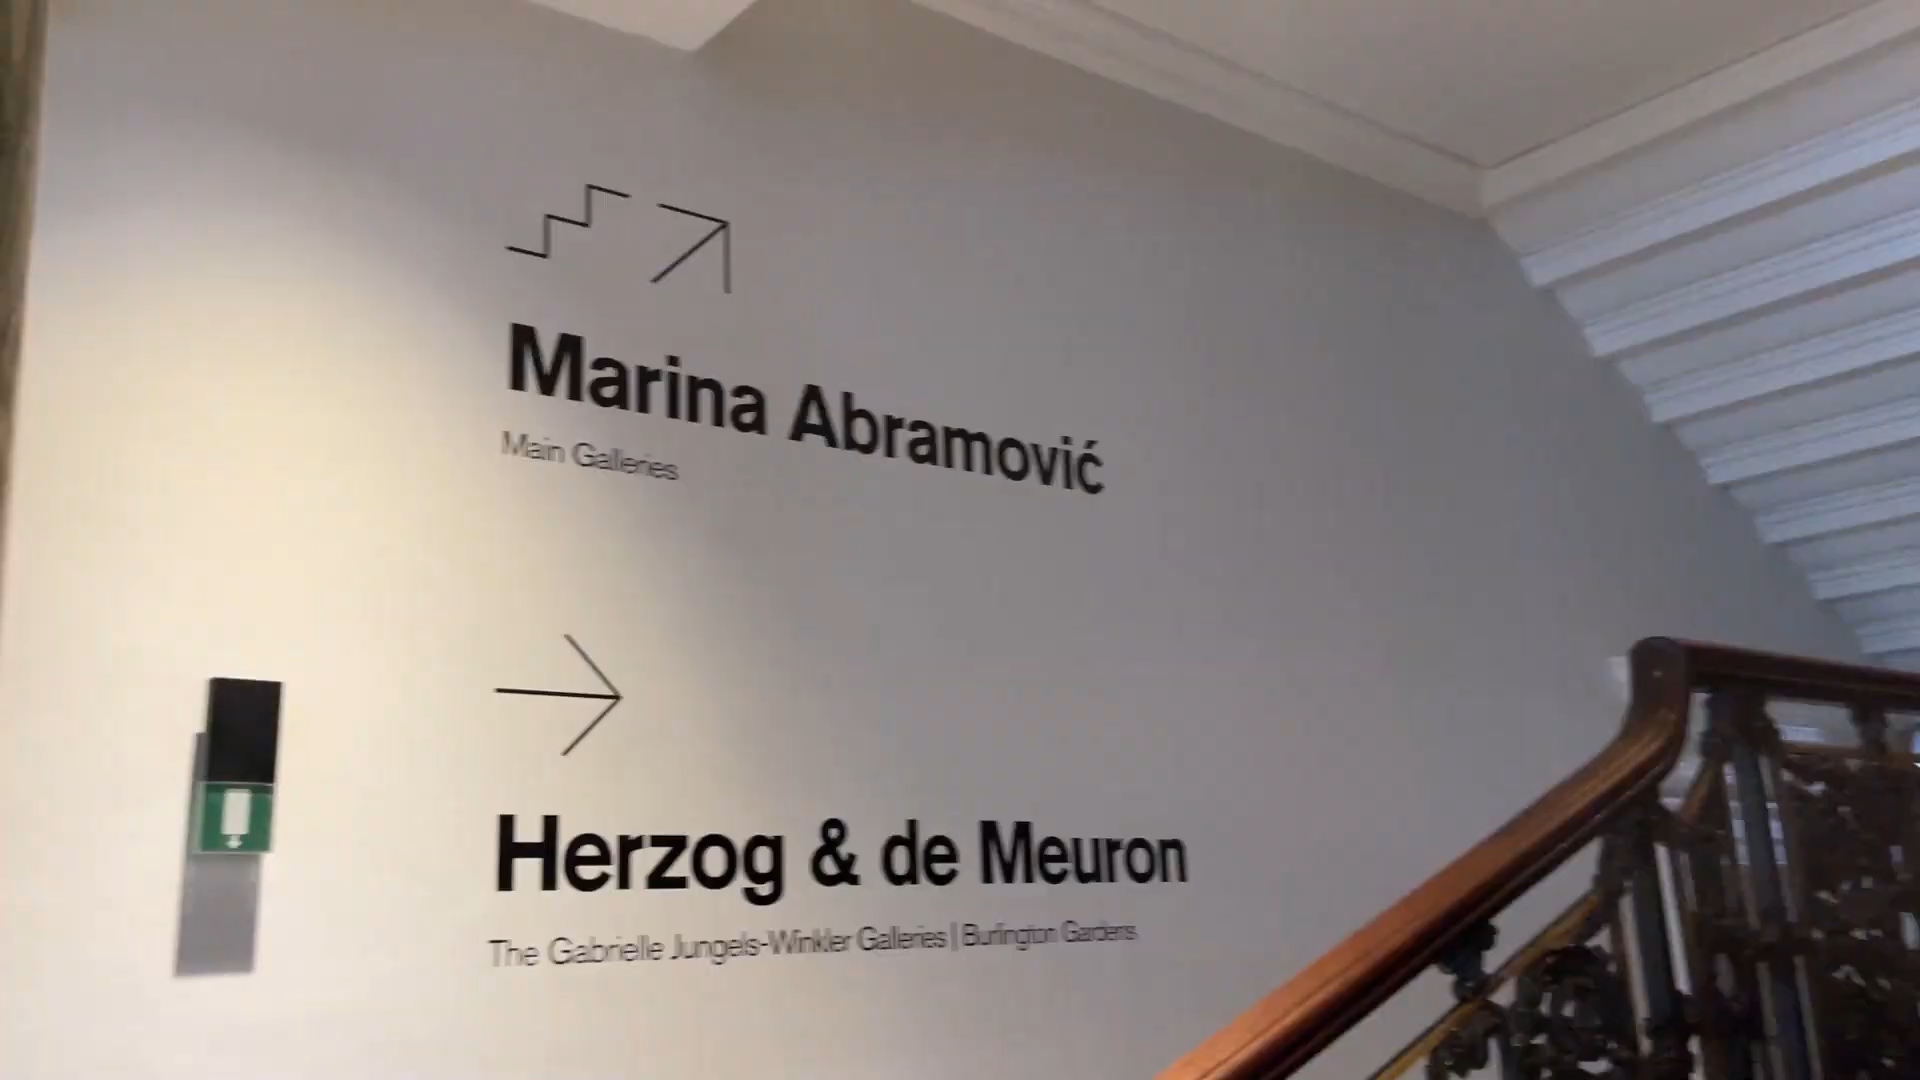 Marina Abramović
Main Galleries
Herzog & de Meuron
The Gabrielle Jungels-Winkler Galleries | Burlington Gardens